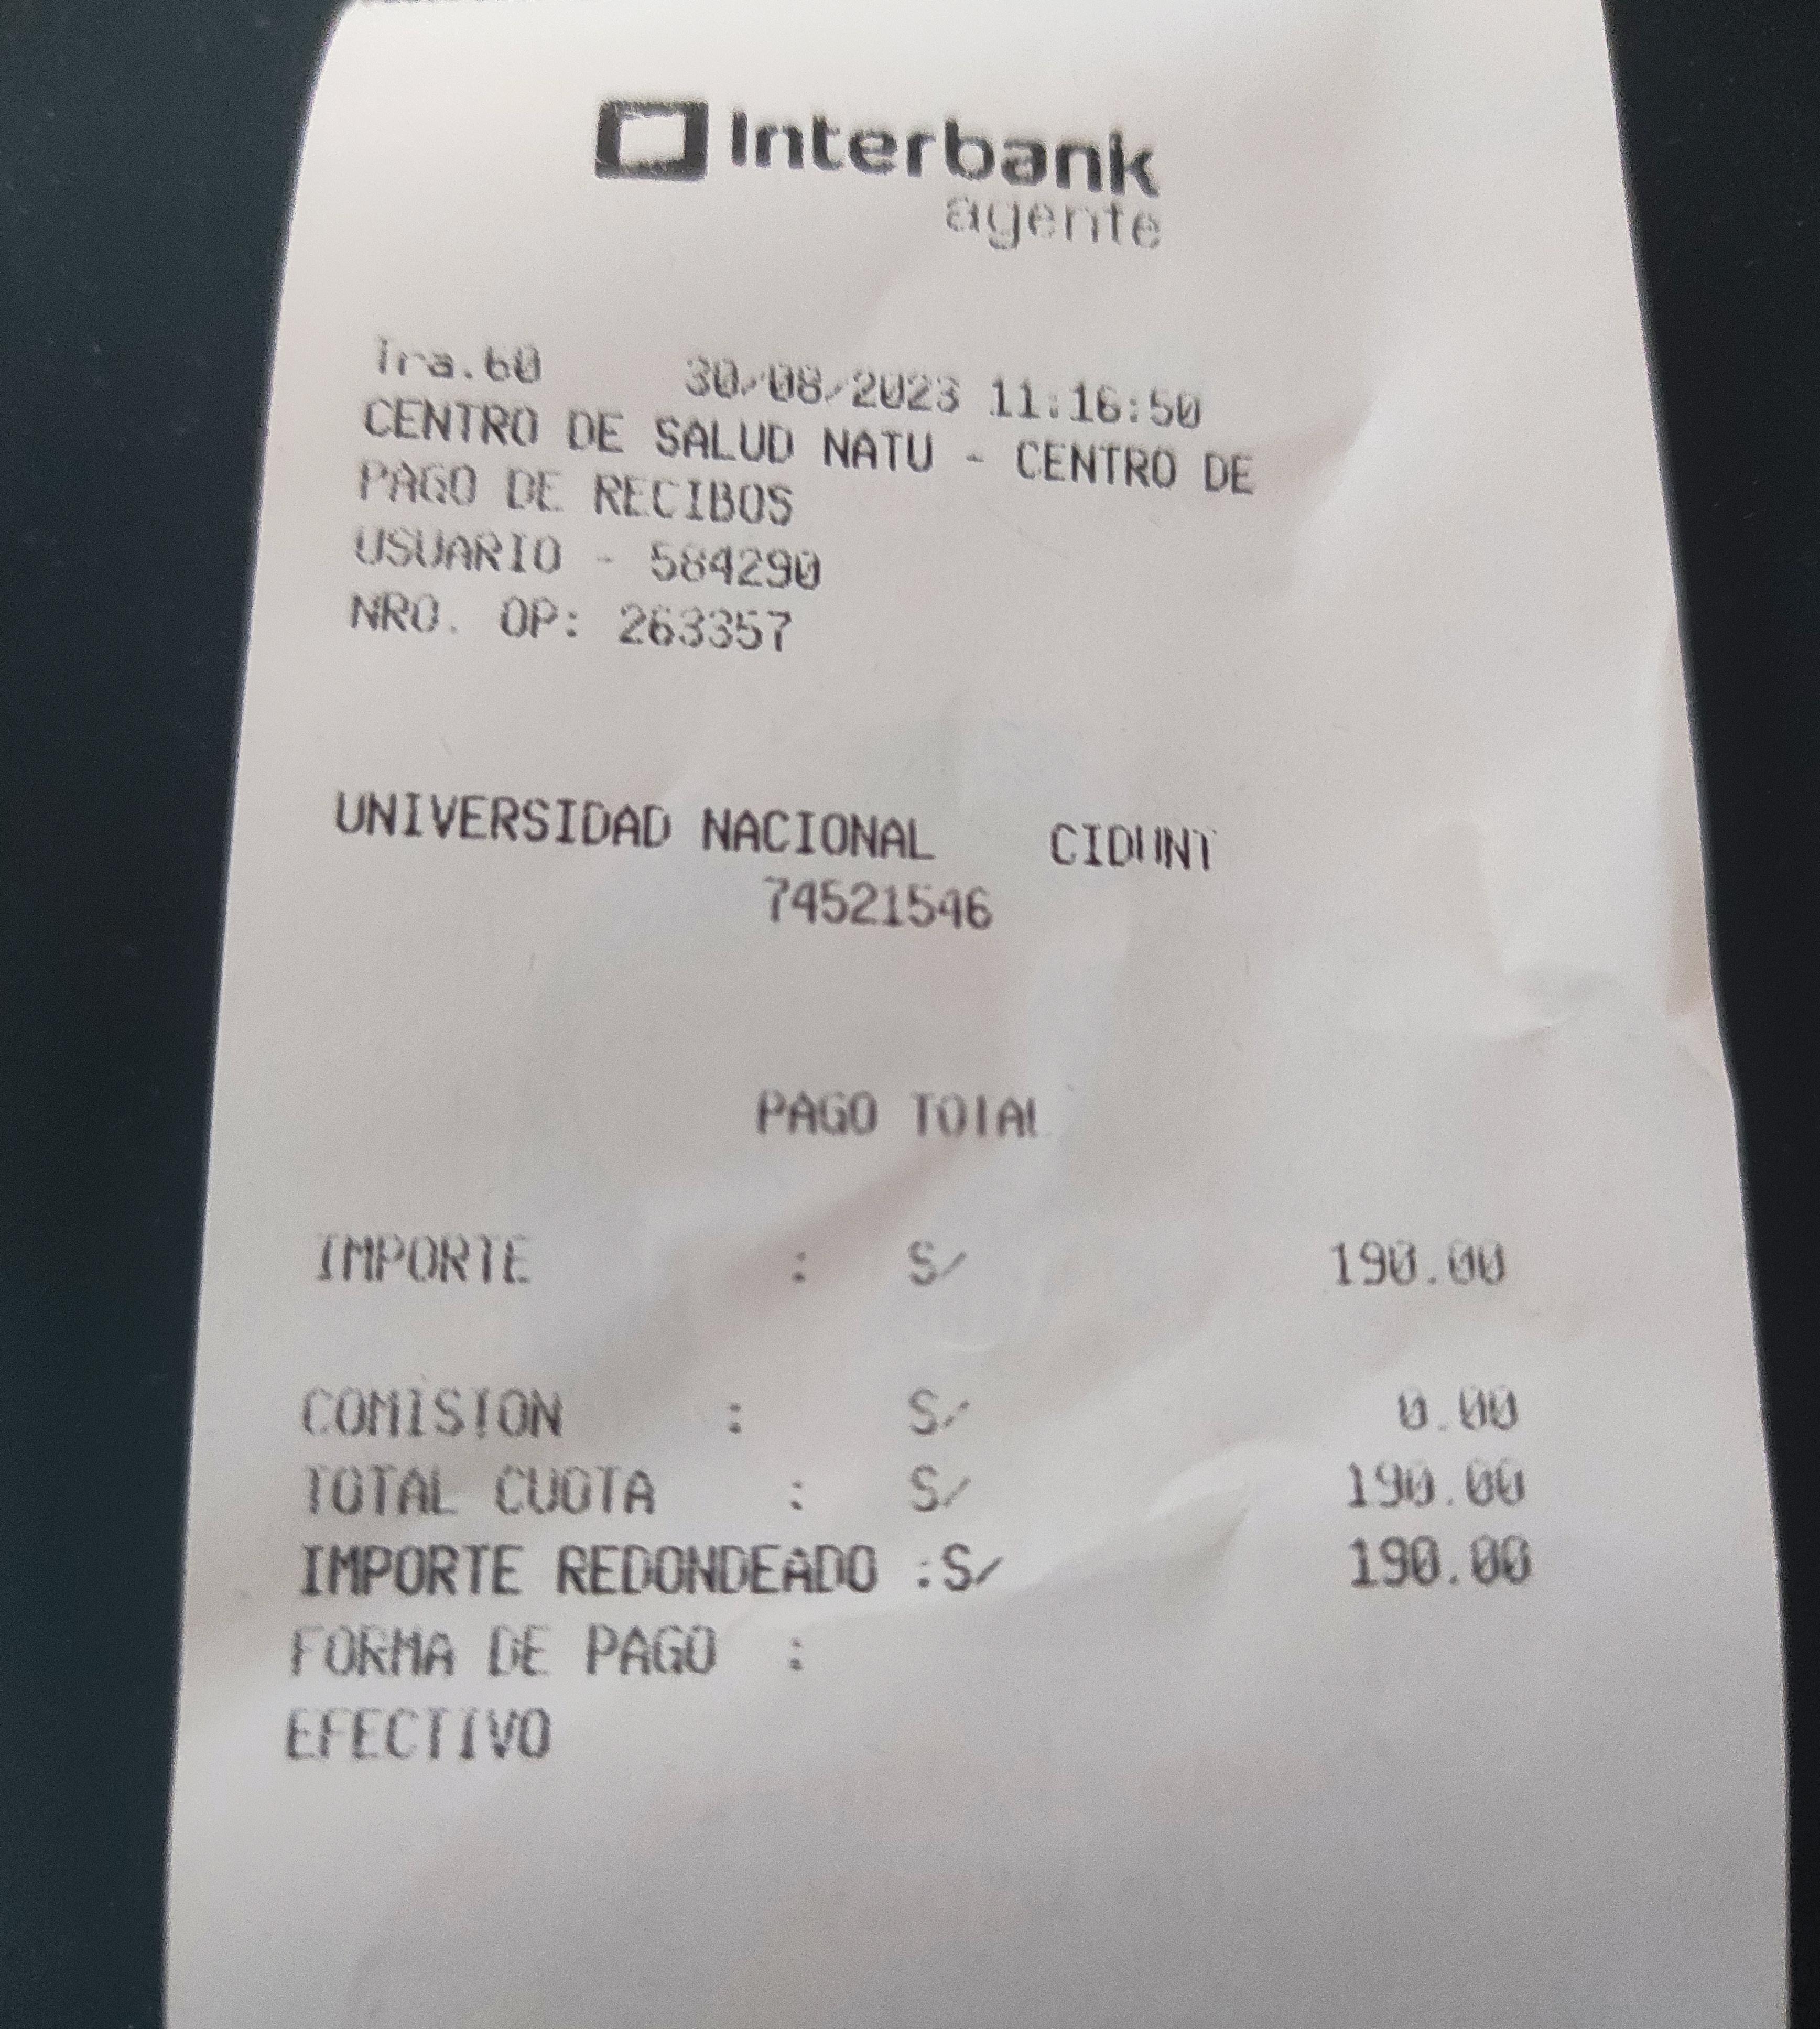 Interbank
agente
Tra.60 30/08/2023 11:16:50
CENTRO DE SALUD NATU - CENTRO DE
PAGO DE RECIBOS
USUARIO - 584290
NRO. OP: 263357
UNIVERSIDAD NACIONAL CIDUNT
74521546
PAGO TOTAL
IMPORTE : S/ 190.00
COMISION : S/ 0.00
TOTAL CUOTA : S/ 190.00
IMPORTE REDONDEADO :S/ 190.00
FORMA DE PAGO :
EFECTIVO